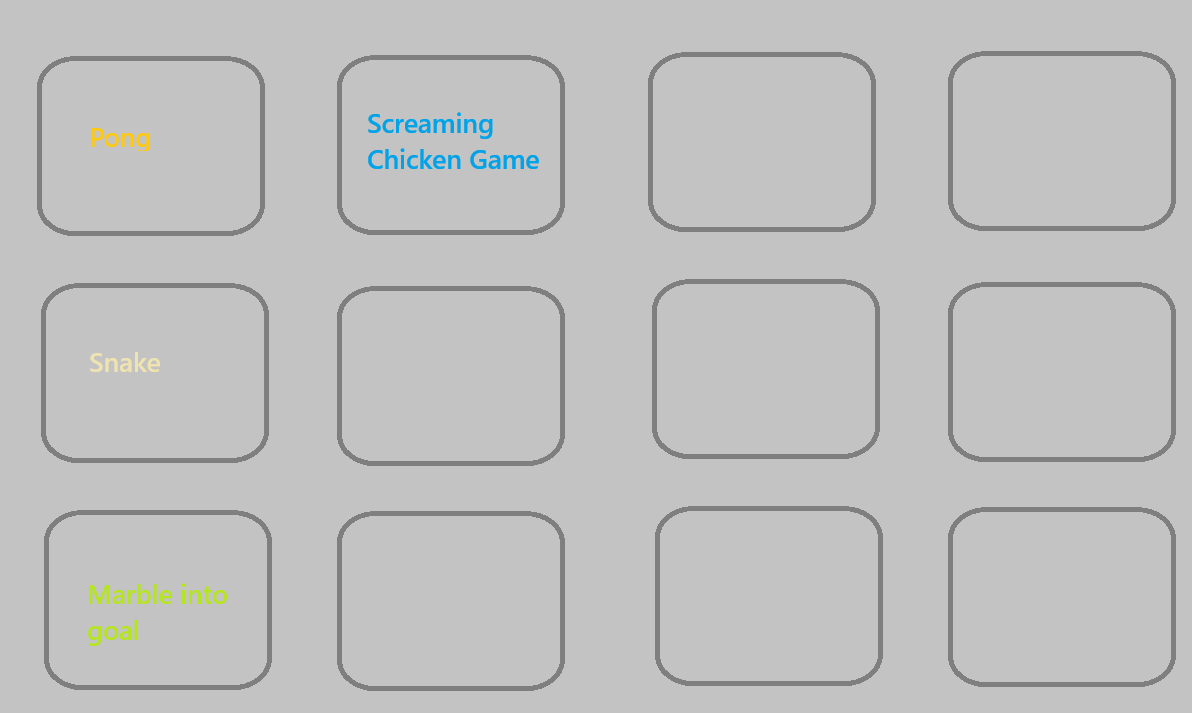 Pong
Screaming
Chicken Game
Snake
Marble into
goal